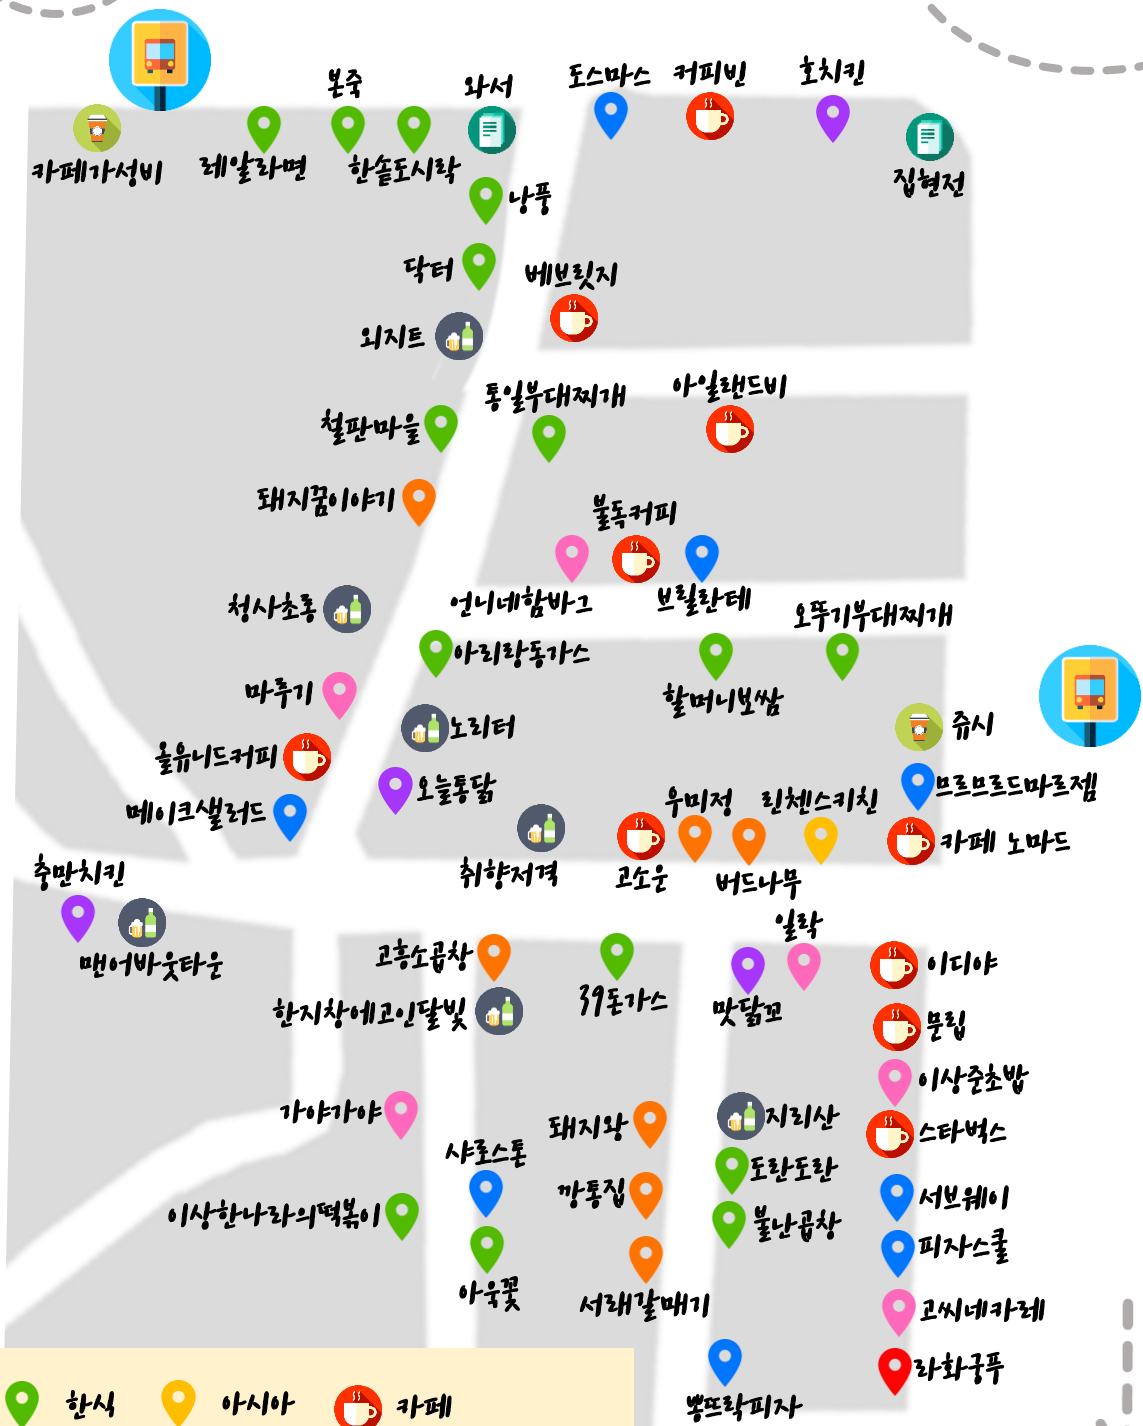 본죽
와서
토스마스
커피빈
호치킨
카페가성비
레알라면
한솥도시락
집현전
낭풍
닥터
베브릿지
외지트
통일부대찌개
아일랜드비
철판마을
돼지꿈이야기
불독커피
청사초롱
언니네함바그
브릴란테
오뚜기부대찌개
아리랑동가스
마루기
할머니보쌈
노리터
쥬시
올유니드커피
오늘통닭
므르므르드마르젬
메이크샐러드
우미정
린첸스키친
카페 노마드
충만치킨
취향저격
고소운
버드나무
일락
맨어바웃타운
고흥소곱창
이디야
39돈가스
맛닭꼬
한지창에고인달빛
문립
이상준초밥
가야가야
돼지왕
지리산
스타벅스
샤로스톤
도란도란
깡통집
서브웨이
이상한나라의떡볶이
불난곱창
피자스쿨
아욱꽃
서래갈매기
고씨네카레
라화쿵푸
뽕뜨락피자
한식
아시아
카페